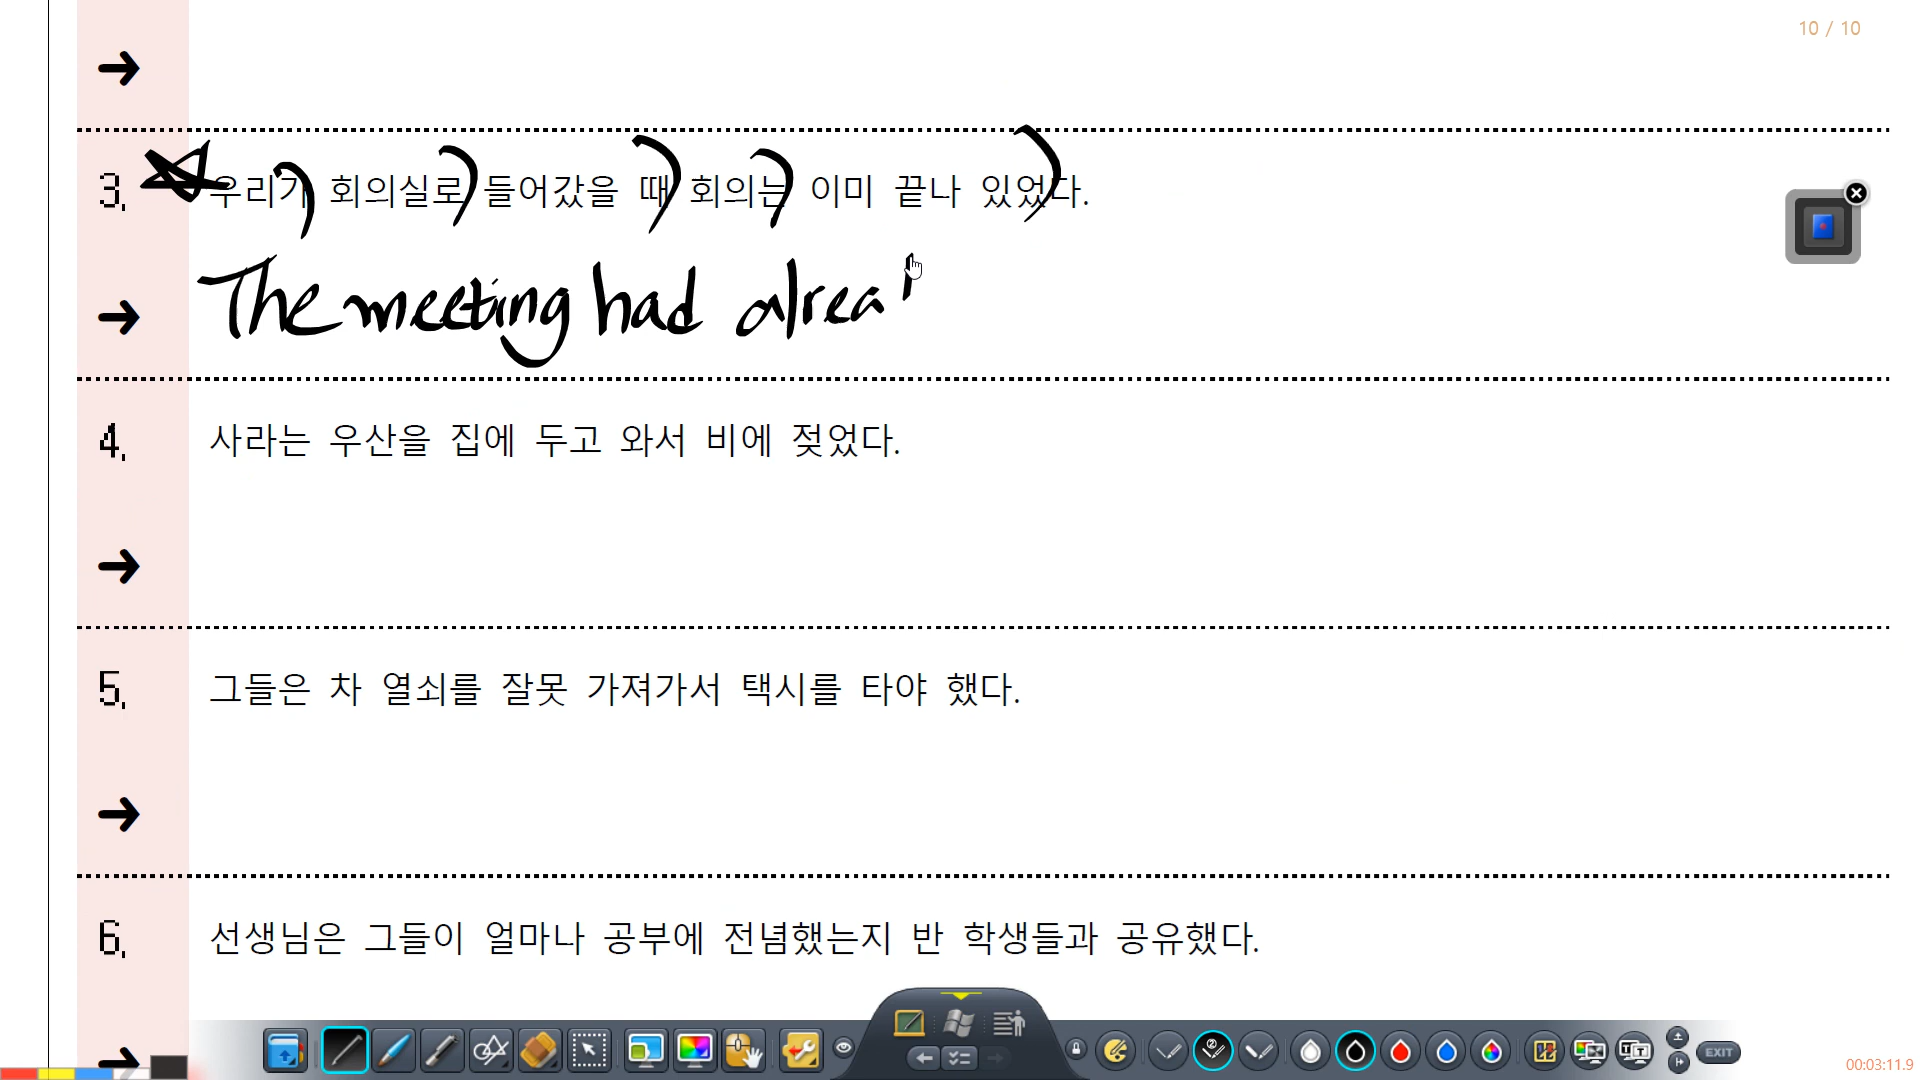 10 / 10
3. 우리가 회의실로 들어갔을 때 회의는 이미 끝나 있었다.
The meeting had alrea
4. 사라는 우산을 집에 두고 와서 비에 젖었다.
5. 그들은 차 열쇠를 잘못 가져가서 택시를 타야 했다.
6. 선생님은 그들이 얼마나 공부에 전념했는지 반 학생들과 공유했다.
EXIT
00:03:11.9